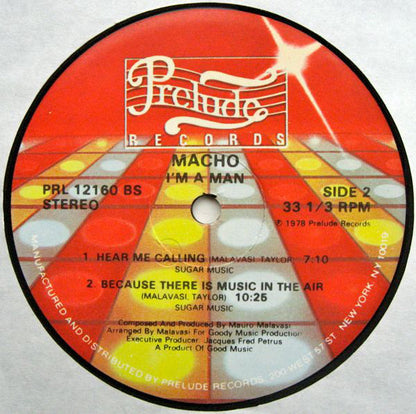 Prelude
RECORDS
MACHO
I'M A MAN
PRL 12160 BS
STEREO
SIDE 2
33 1/3 RPM
℗ 1978 Prelude Records
1. HEAR ME CALLING (MALAVASI, TAYLOR) 7:10
SUGAR MUSIC
2. BECAUSE THERE IS MUSIC IN THE AIR
(MALAVASI, TAYLOR) 10:25
SUGAR MUSIC
Composed and Produced By Mauro Malavasi
Arranged By Malavasi For Goody Music Production
Executive Producer: Jacques Fred Petrus
A Product Of Good Music
MANUFACTURED AND DISTRIBUTED BY PRELUDE RECORDS, 200 WEST 57 ST. NEW YORK, NY 10019